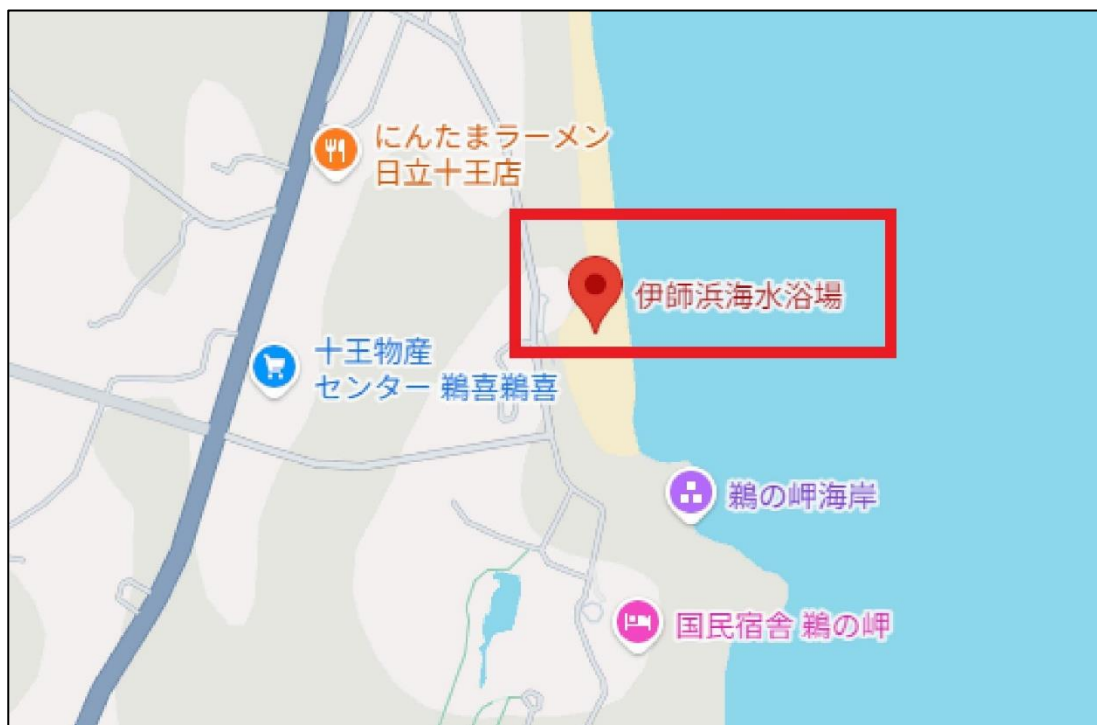 にんたまラーメン
日立十王店
伊師浜海水浴場
十王物産
センター 鵜喜鵜喜
鵜の岬海岸
国民宿舎 鵜の岬